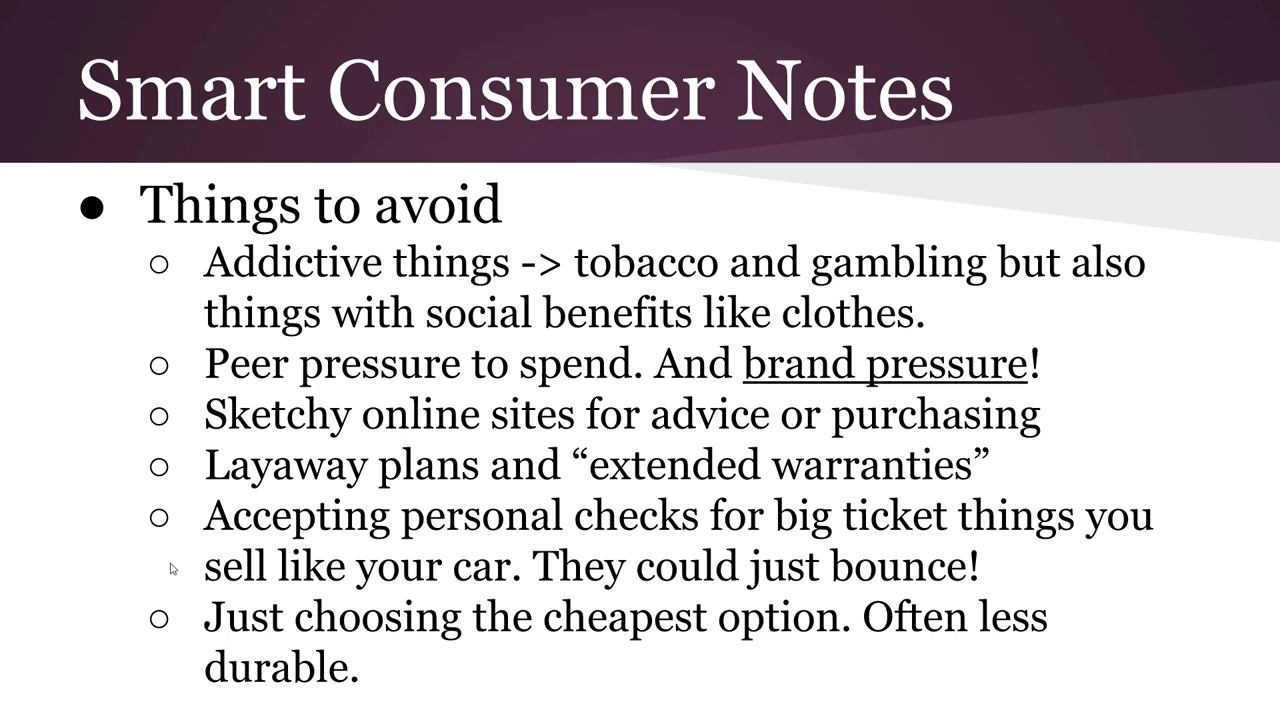 Smart Consumer Notes
● Things to avoid
○ Addictive things -> tobacco and gambling but also
things with social benefits like clothes.
○ Peer pressure to spend. And brand pressure!
○ Sketchy online sites for advice or purchasing
○ Layaway plans and “extended warranties”
○ Accepting personal checks for big ticket things you
sell like your car. They could just bounce!
○ Just choosing the cheapest option. Often less
durable.